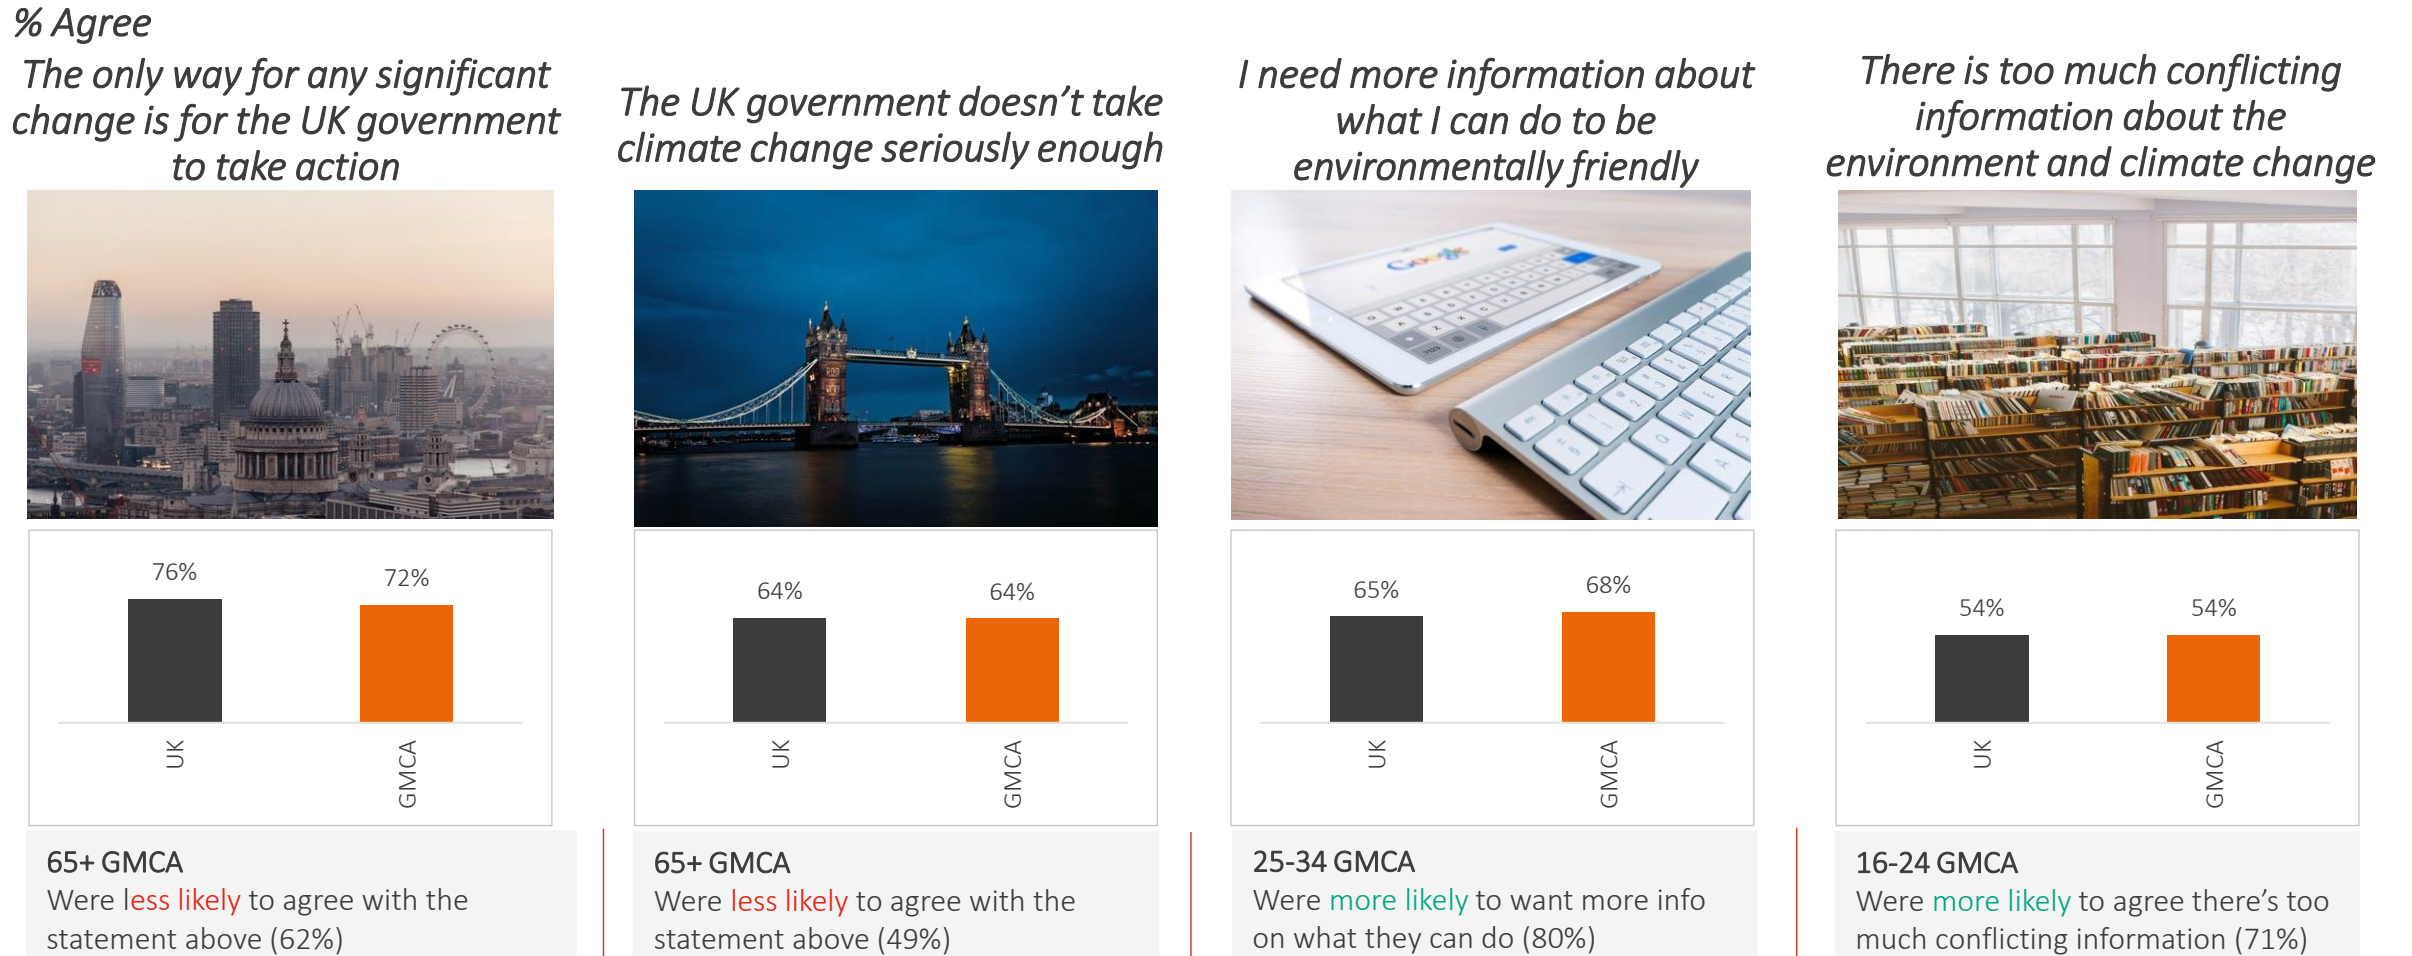 % Agree
The only way for any significant
change is for the UK government
to take action
The UK government doesn't take
climate change seriously enough
I need more information about
what I can do to be
environmentally friendly
There is too much conflicting
information about the
environment and climate change
Google
76%
72%
UK
GMCA
64%
64%
UK
GMCA
65%
68%
UK
GMCA
54%
54%
UK
GMCA
65+ GMCA
Were less likely to agree with the
statement above (62%)
65+ GMCA
Were less likely to agree with the
statement above (49%)
25-34 GMCA
Were more likely to want more info
on what they can do (80%)
16-24 GMCA
Were more likely to agree there's too
much conflicting information (71%)